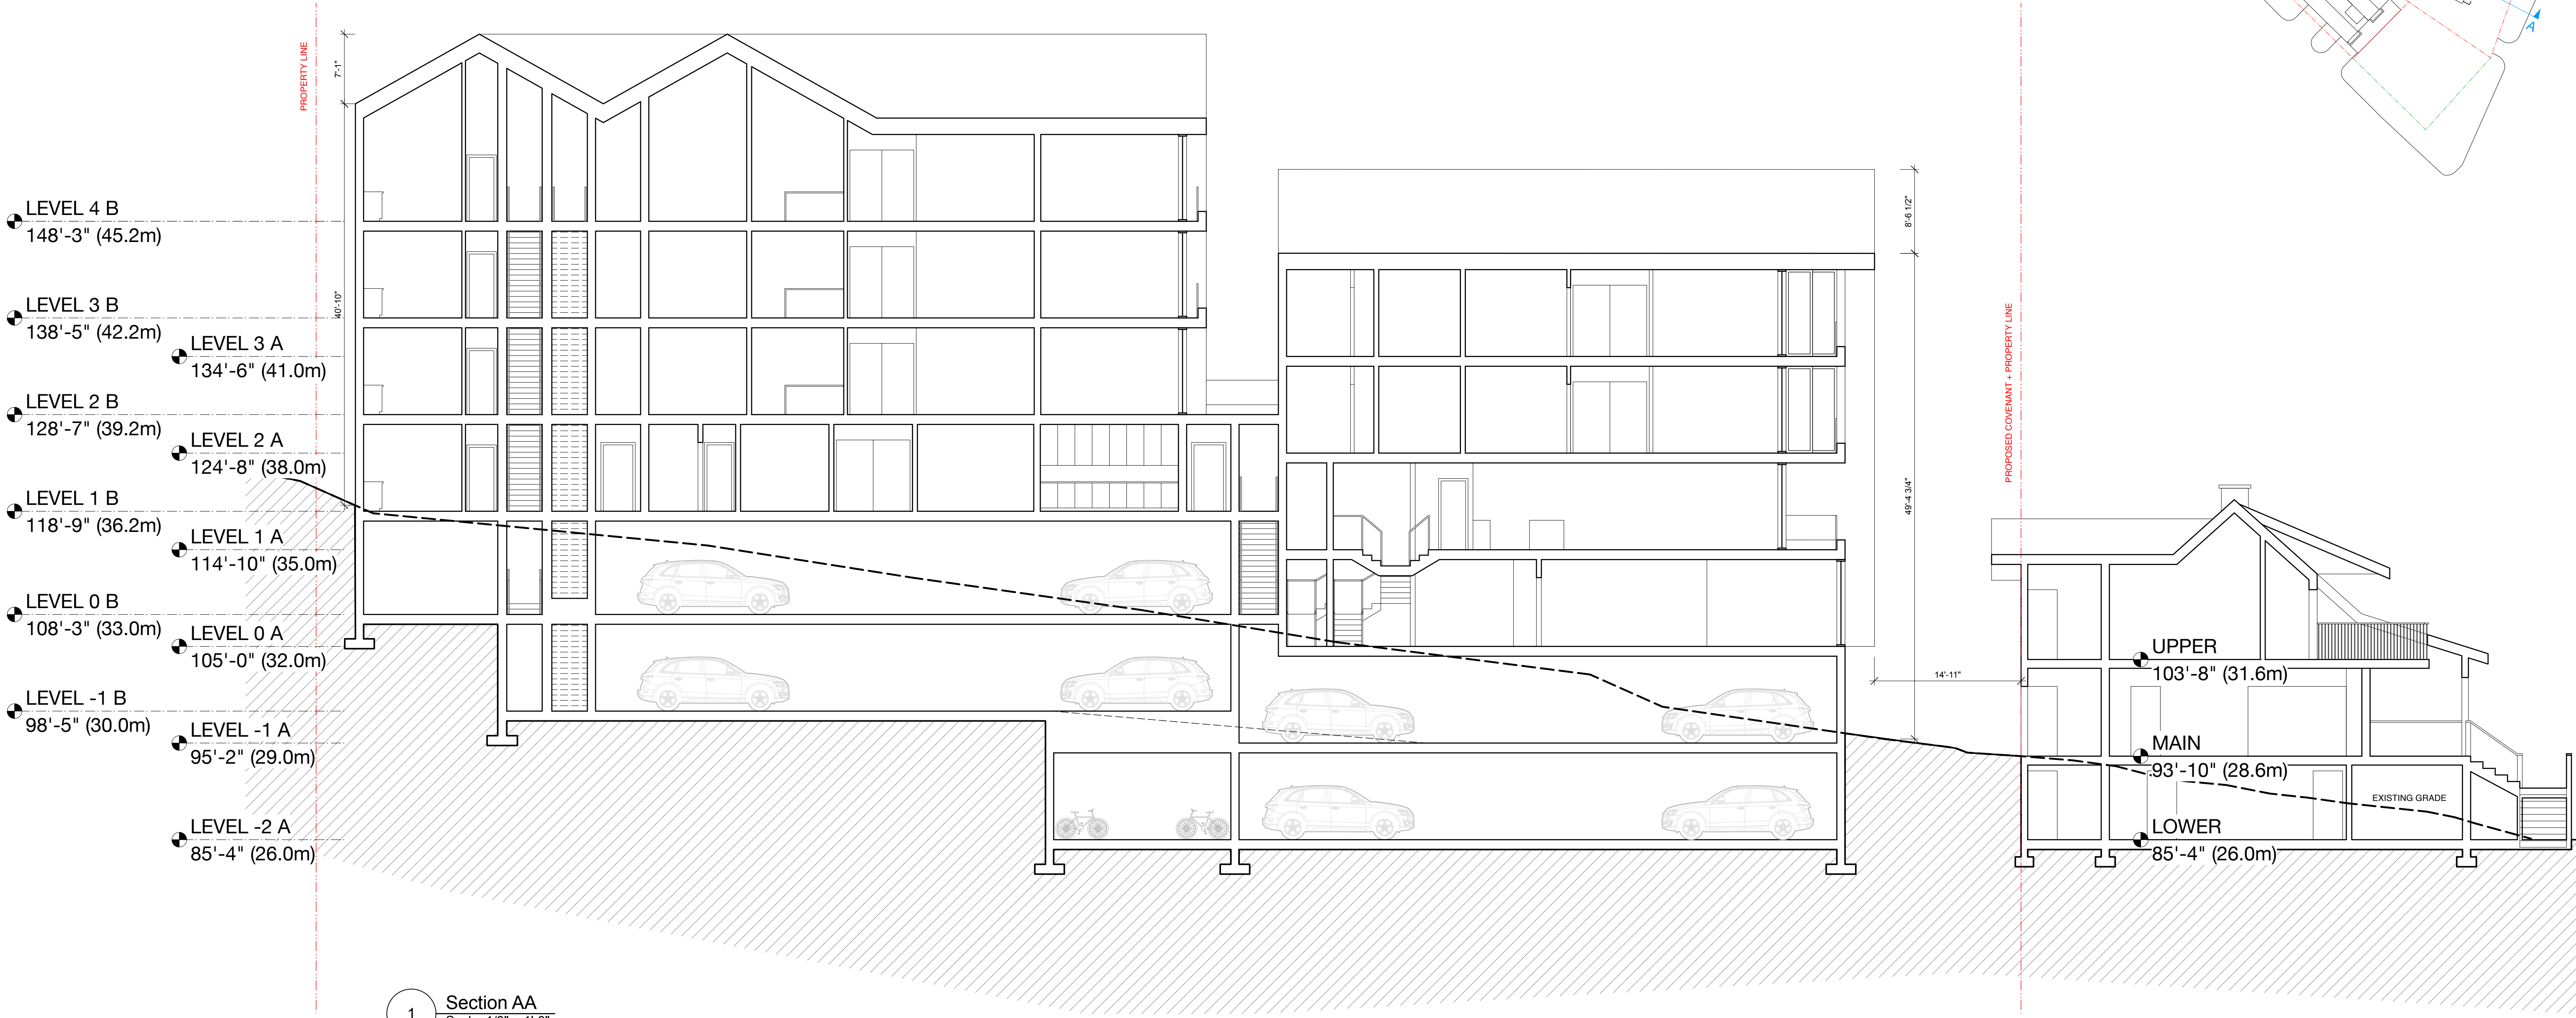 A
PROPERTY LINE
7'-1"
40'-10"
8'-6 1/2"
49'-4 3/4"
PROPOSED COVENANT + PROPERTY LINE
14'-11"
LEVEL 4 B
148'-3" (45.2m)
LEVEL 3 B
138'-5" (42.2m)
LEVEL 3 A
134'-6" (41.0m)
LEVEL 2 B
128'-7" (39.2m)
LEVEL 2 A
124'-8" (38.0m)
LEVEL 1 B
118'-9" (36.2m)
LEVEL 1 A
114'-10" (35.0m)
LEVEL 0 B
108'-3" (33.0m)
LEVEL 0 A
105'-0" (32.0m)
LEVEL -1 B
98'-5" (30.0m)
LEVEL -1 A
95'-2" (29.0m)
LEVEL -2 A
85'-4" (26.0m)
UPPER
103'-8" (31.6m)
MAIN
93'-10" (28.6m)
EXISTING GRADE
LOWER
85'-4" (26.0m)
1
Section AA